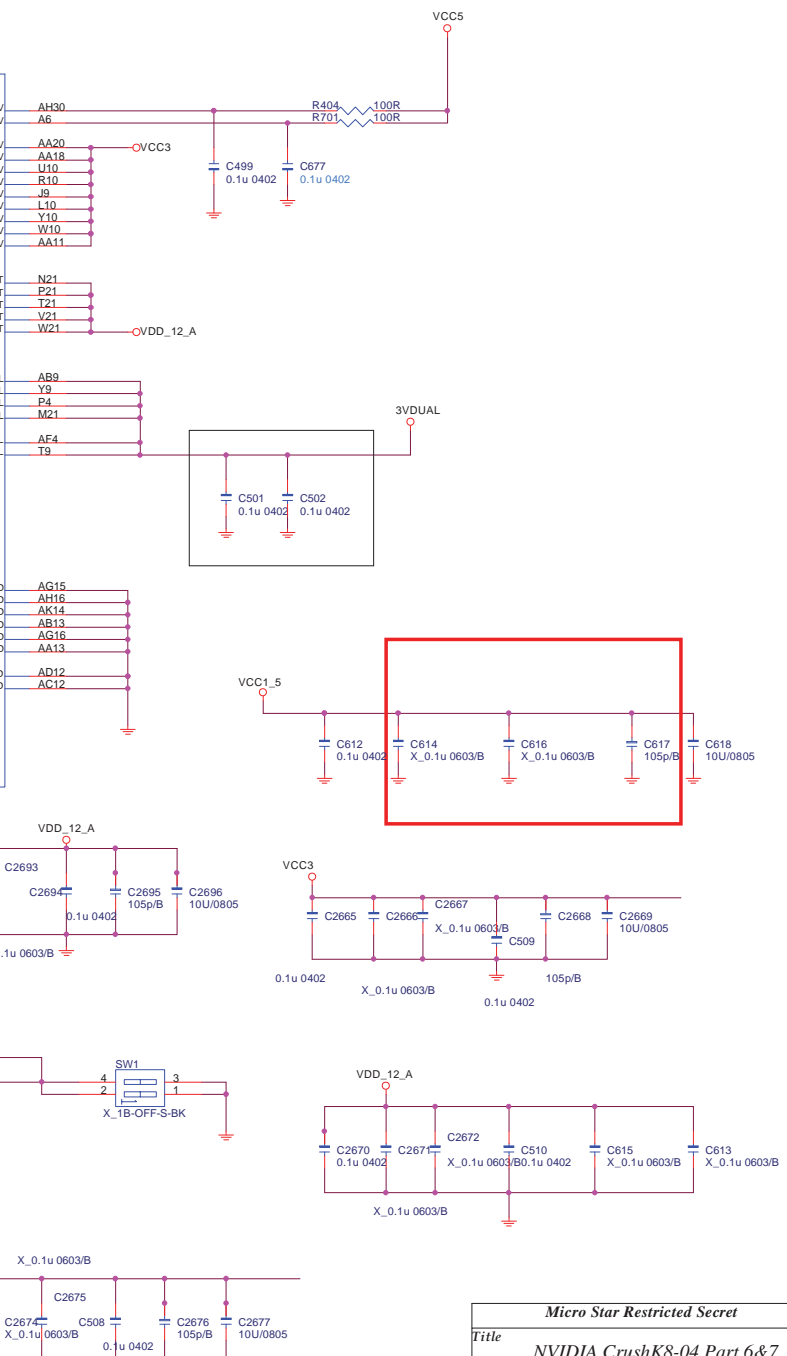 VCC5
AH30
R404 100R
A6
R701 100R
AA20
VCC3
AA18
U10
R10
J9
L10
Y10
W10
AA11
C499
0.1u 0402
C677
0.1u 0402
N21
P21
T21
V21
W21
VDD_12_A
AB9
Y9
P4
M21
AF4
T9
3VDUAL
C501
0.1u 0402
C502
0.1u 0402
AG15
AH16
AK14
AB13
AG16
AA13
AD12
AC12
VCC1_5
C612
0.1u 0402
C614
X_0.1u 0603/B
C616
X_0.1u 0603/B
C617
105p/B
C618
10U/0805
VDD_12_A
C2693
C2694
0.1u 0402
C2695
105p/B
C2696
10U/0805
.1u 0603/B
VCC3
C2665
C2666
C2667
X_0.1u 0603/B
C509
C2668
C2669
10U/0805
0.1u 0402
X_0.1u 0603/B
0.1u 0402
105p/B
SW1
4 3
2 1
X_1B-OFF-S-BK
VDD_12_A
C2670
0.1u 0402
C2671
C2672
X_0.1u 0603/B
C510
0.1u 0402
C615
X_0.1u 0603/B
C613
X_0.1u 0603/B
X_0.1u 0603/B
X_0.1u 0603/B
C2675
C2674
X_0.1u 0603/B
C508
0.1u 0402
C2676
105p/B
C2677
10U/0805
Micro Star Restricted Secret
Title
NVIDIA CrushK8-04 Part 6&7